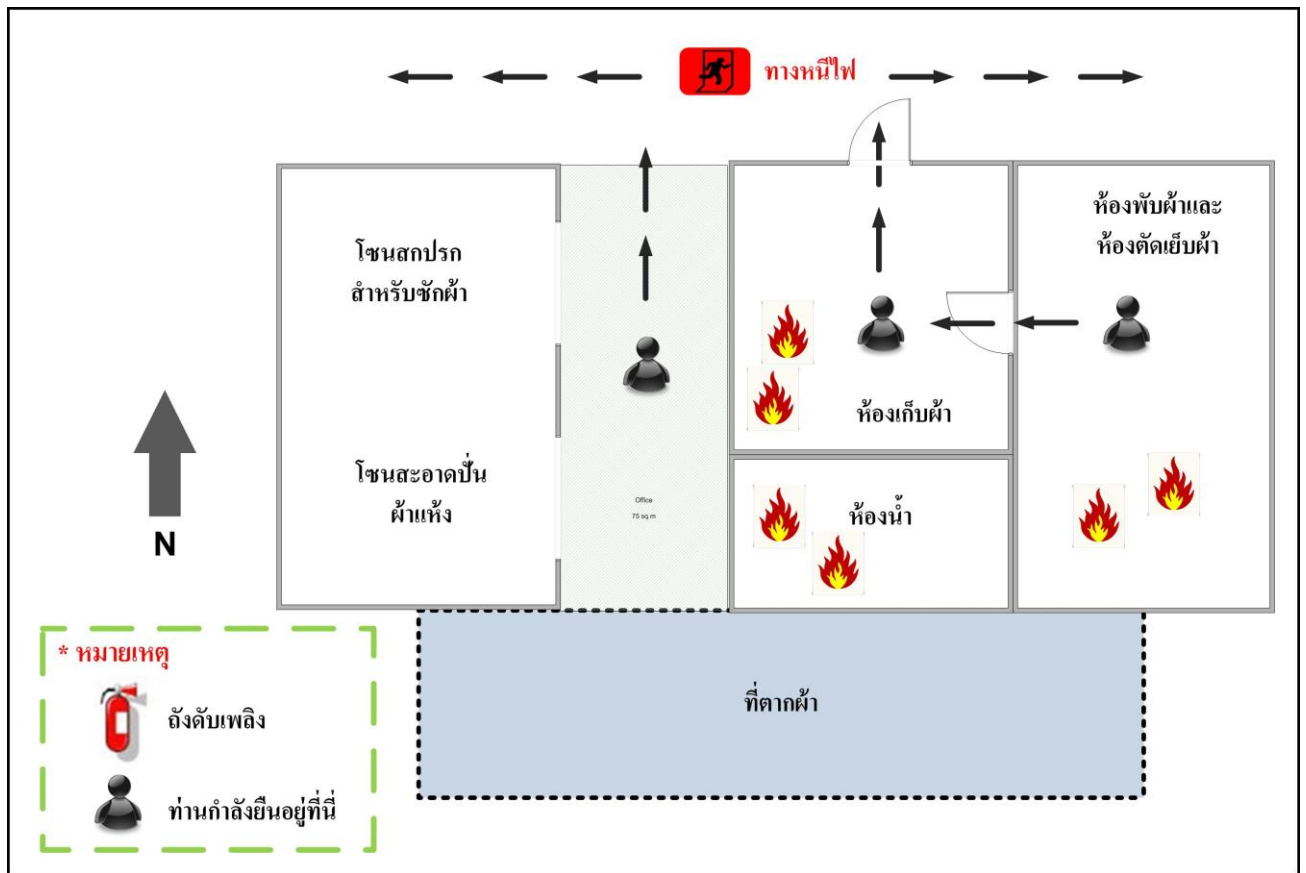 ทางหนีไฟ
โซนสกปรก
สำหรับซักผ้า
ห้องพับผ้าและ
ห้องตัดเย็บผ้า
ห้องเก็บผ้า
โซนสะอาดปั่น
ผ้าแห้ง
Office
75 sq.m
ห้องน้ำ
N
* หมายเหตุ
ถังดับเพลิง
ท่านกำลังยืนอยู่ที่นี่
ที่ตากผ้า